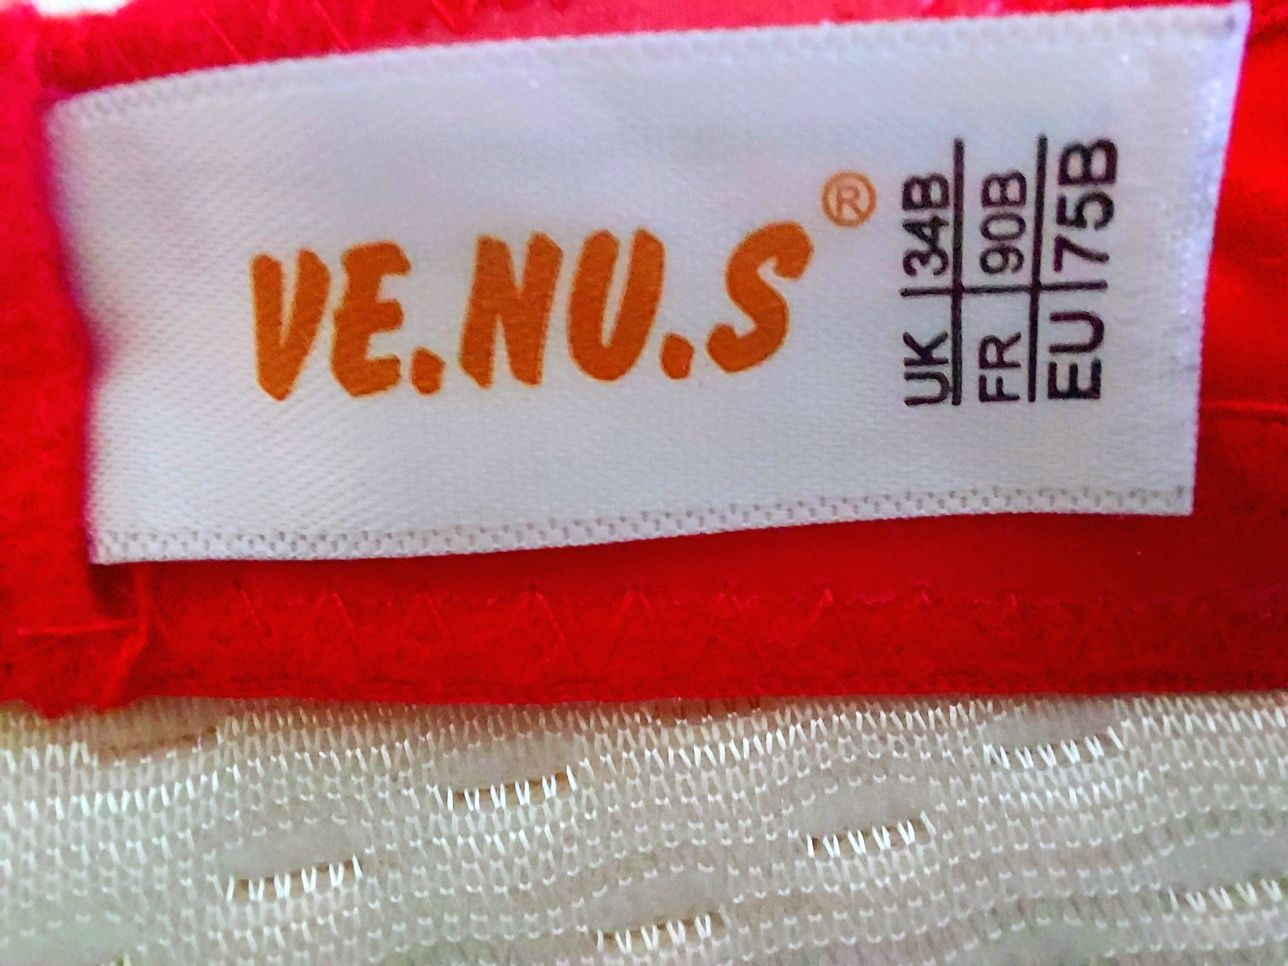 VE.NU.S®
UK 34B
FR 90B
EU 75B